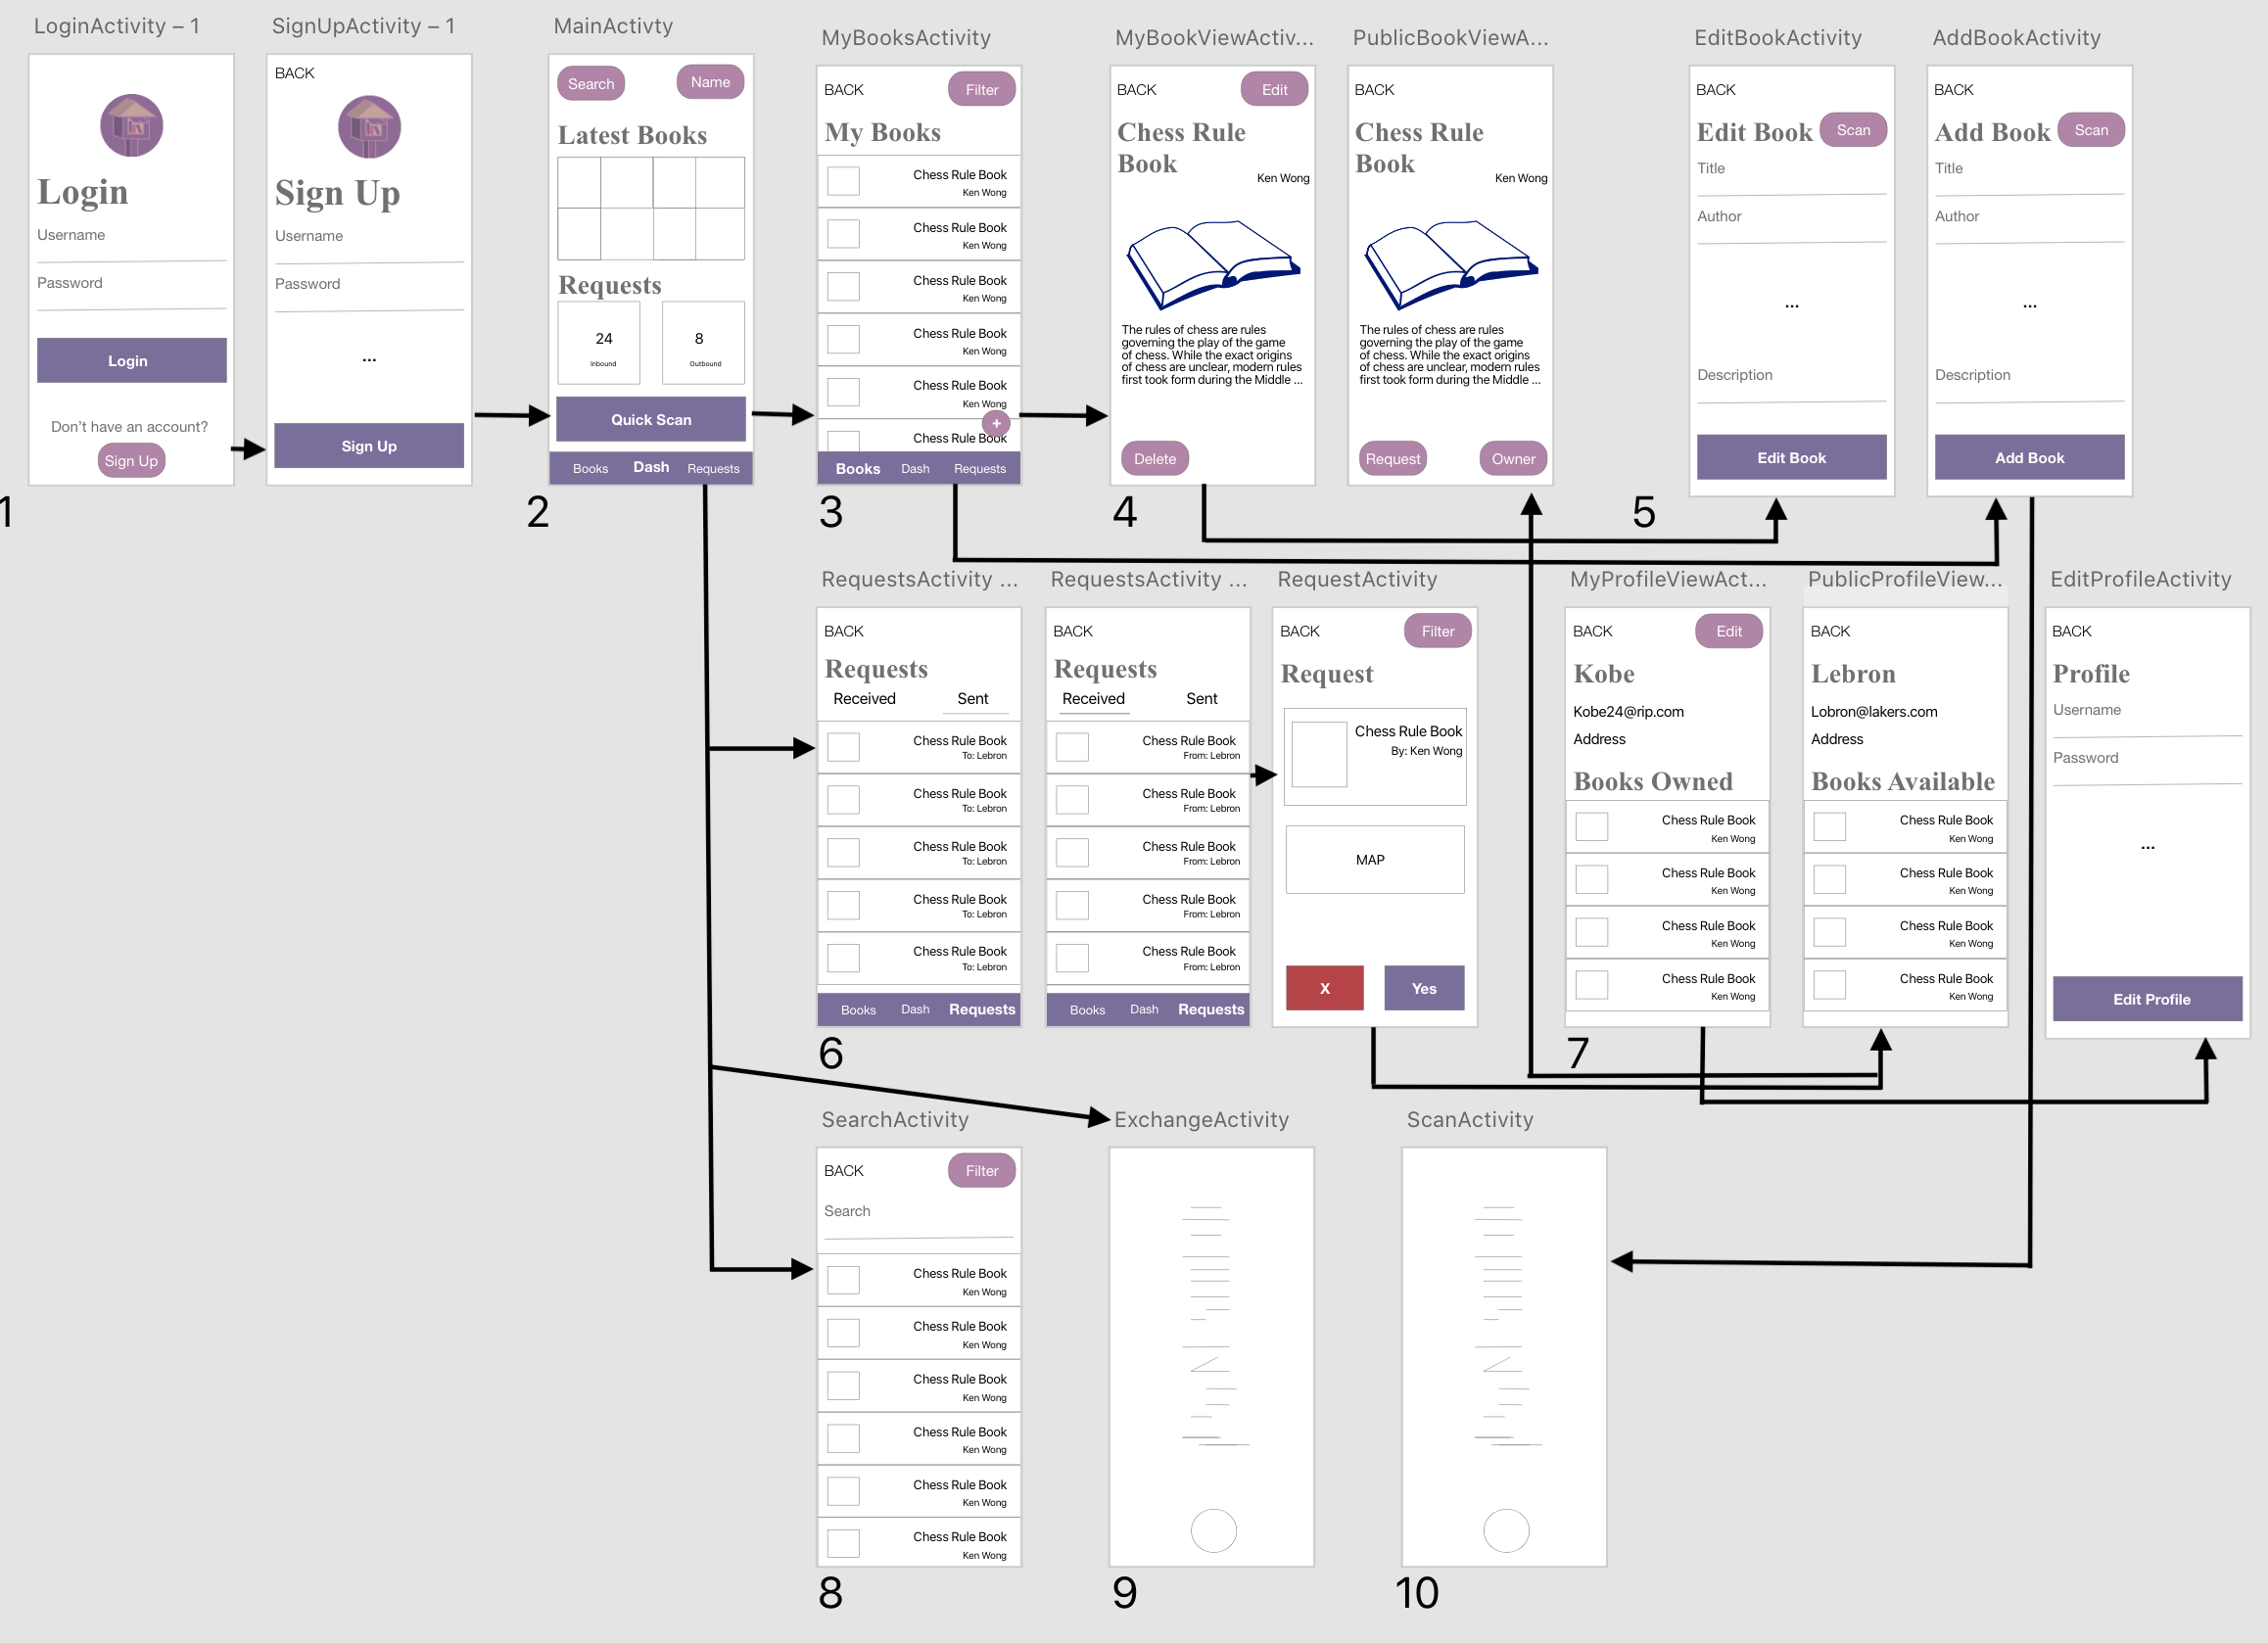 LoginActivity – 1
BACK
Login
Username
Password
Login
Don't have an account?
Sign Up
1
SignUpActivity – 1
BACK
Sign Up
Username
Password
...
Sign Up
MainActivty
Search
Name
Latest Books
Requests
24
Inbound
8
Outbound
Quick Scan
Books Dash Requests
2
MyBooksActivity
BACK
Filter
My Books
Chess Rule Book
Ken Wong
Chess Rule Book
Ken Wong
Chess Rule Book
Ken Wong
Chess Rule Book
Ken Wong
Chess Rule Book
Ken Wong
+
Chess Rule Book
Books Dash Requests
3
MyBookViewActiv...
BACK
Edit
Chess Rule
Book
Ken Wong
The rules of chess are rules
governing the play of the game
of chess. While the exact origins
of chess are unclear, modern rules
first took form during the Middle ...
Delete
4
PublicBookViewA...
BACK
Chess Rule
Book
Ken Wong
The rules of chess are rules
governing the play of the game
of chess. While the exact origins
of chess are unclear, modern rules
first took form during the Middle ...
Request
Owner
EditBookActivity
BACK
Edit Book
Scan
Title
Author
...
Description
Edit Book
5
AddBookActivity
BACK
Add Book
Scan
Title
Author
...
Description
Add Book
RequestsActivity ...
BACK
Requests
Received Sent
Chess Rule Book
To: Lebron
Chess Rule Book
To: Lebron
Chess Rule Book
To: Lebron
Chess Rule Book
To: Lebron
Chess Rule Book
To: Lebron
Books Dash Requests
6
RequestsActivity ...
BACK
Requests
Received Sent
Chess Rule Book
From: Lebron
Chess Rule Book
From: Lebron
Chess Rule Book
From: Lebron
Chess Rule Book
From: Lebron
Chess Rule Book
From: Lebron
Books Dash Requests
RequestActivity
BACK
Filter
Request
Chess Rule Book
By: Ken Wong
MAP
X
Yes
MyProfileViewAct...
BACK
Edit
Kobe
Kobe24@rip.com
Address
Books Owned
Chess Rule Book
Ken Wong
Chess Rule Book
Ken Wong
Chess Rule Book
Ken Wong
Chess Rule Book
Ken Wong
7
PublicProfileView...
BACK
Lebron
Lobron@lakers.com
Address
Books Available
Chess Rule Book
Ken Wong
Chess Rule Book
Ken Wong
Chess Rule Book
Ken Wong
Chess Rule Book
Ken Wong
EditProfileActivity
BACK
Profile
Username
Password
...
Edit Profile
SearchActivity
BACK
Filter
Search
Chess Rule Book
Ken Wong
Chess Rule Book
Ken Wong
Chess Rule Book
Ken Wong
Chess Rule Book
Ken Wong
Chess Rule Book
Ken Wong
Chess Rule Book
Ken Wong
8
ExchangeActivity
9
ScanActivity
10